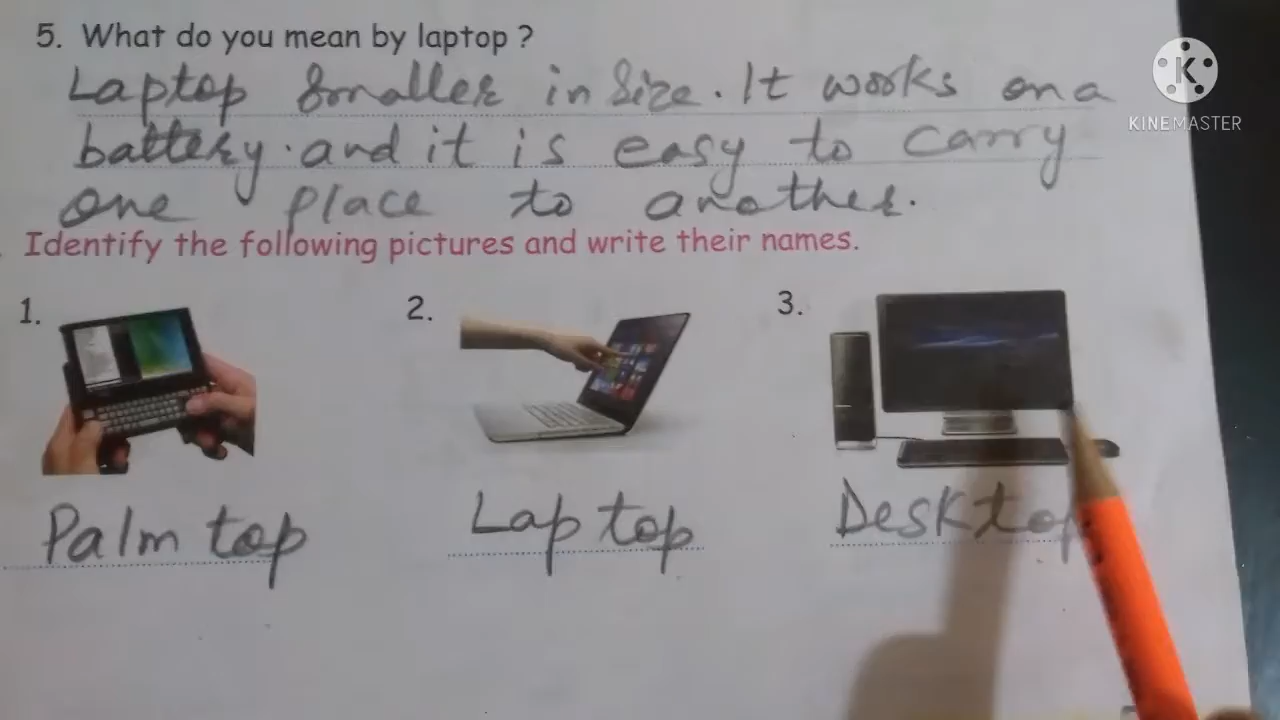 5. What do you mean by laptop ?
Laptop smaller in size. It works on a
battery. and it is easy to carry
one place to another.
Identify the following pictures and write their names.
1. 2. 3.
Palm top Lap top Desktop
KINEMASTER